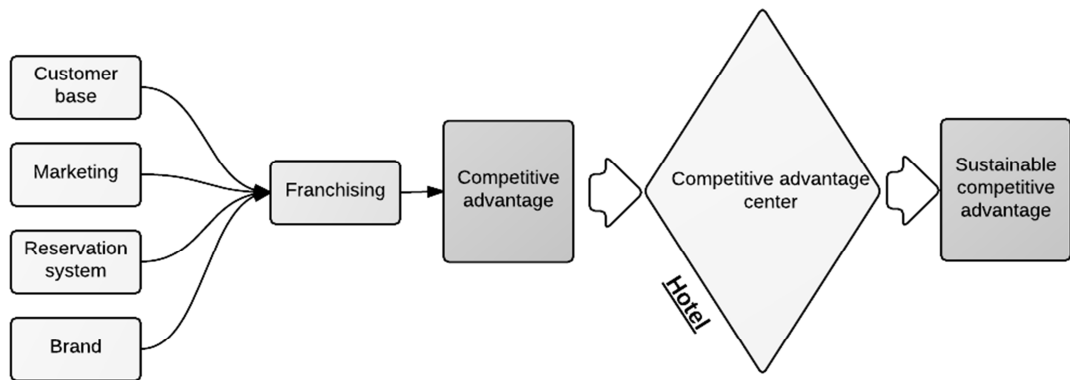 Customer
base
Marketing
Reservation
system
Brand
Franchising
Competitive
advantage
Competitive advantage
center
Hotel
Sustainable
competitive
advantage